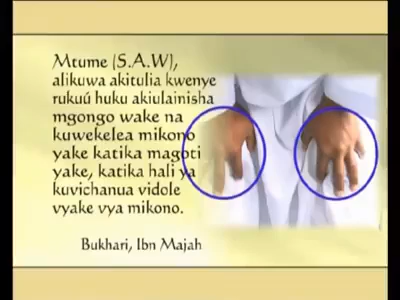 Mtume (S.A.W),
alikuwa akitulia kwenye
rukuú huku akiulainisha
mgongo wake na
kuwekelea mikono
yake katika magoti
yake, katika hali ya
kuvichanua vidole
vyake vya mikono.
Bukhari, Ibn Majah